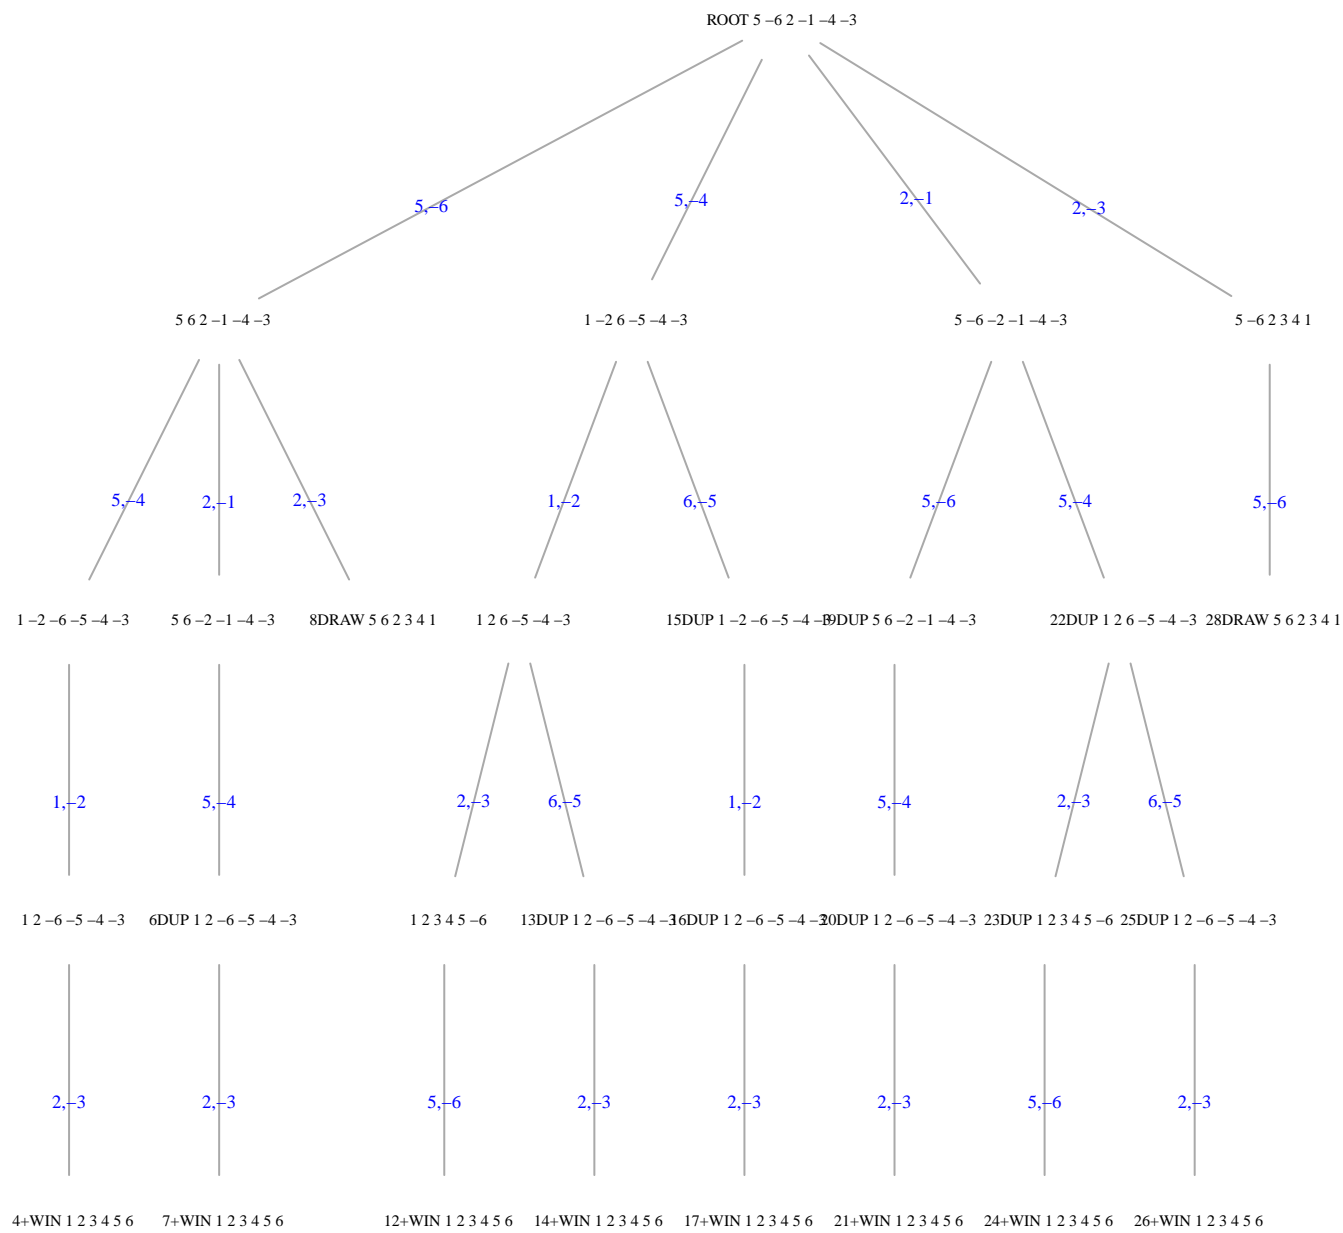 ROOT 5 −6 2 −1 −4 −3
5,−6 5,−4 2,−1 2,−3
5 6 2 −1 −4 −3 1 −2 6 −5 −4 −3 5 −6 −2 −1 −4 −3 5 −6 2 3 4 1
5,−4 2,−1 2,−3 1,−2 6,−5 5,−6 5,−4 5,−6
1 −2 −6 −5 −4 −3 5 6 −2 −1 −4 −3 8DRAW 5 6 2 3 4 1 1 2 6 −5 −4 −3 15DUP 1 −2 −6 −5 −4 −3 19DUP 5 6 −2 −1 −4 −3 22DUP 1 2 6 −5 −4 −3 28DRAW 5 6 2 3 4 1
1,−2 5,−4 2,−3 6,−5 1,−2 5,−4 2,−3 6,−5
1 2 −6 −5 −4 −3 6DUP 1 2 −6 −5 −4 −3 1 2 3 4 5 −6 13DUP 1 2 −6 −5 −4 −3 16DUP 1 2 −6 −5 −4 −3 20DUP 1 2 −6 −5 −4 −3 23DUP 1 2 3 4 5 −6 25DUP 1 2 −6 −5 −4 −3
2,−3 2,−3 5,−6 2,−3 2,−3 2,−3 5,−6 2,−3
4+WIN 1 2 3 4 5 6 7+WIN 1 2 3 4 5 6 12+WIN 1 2 3 4 5 6 14+WIN 1 2 3 4 5 6 17+WIN 1 2 3 4 5 6 21+WIN 1 2 3 4 5 6 24+WIN 1 2 3 4 5 6 26+WIN 1 2 3 4 5 6